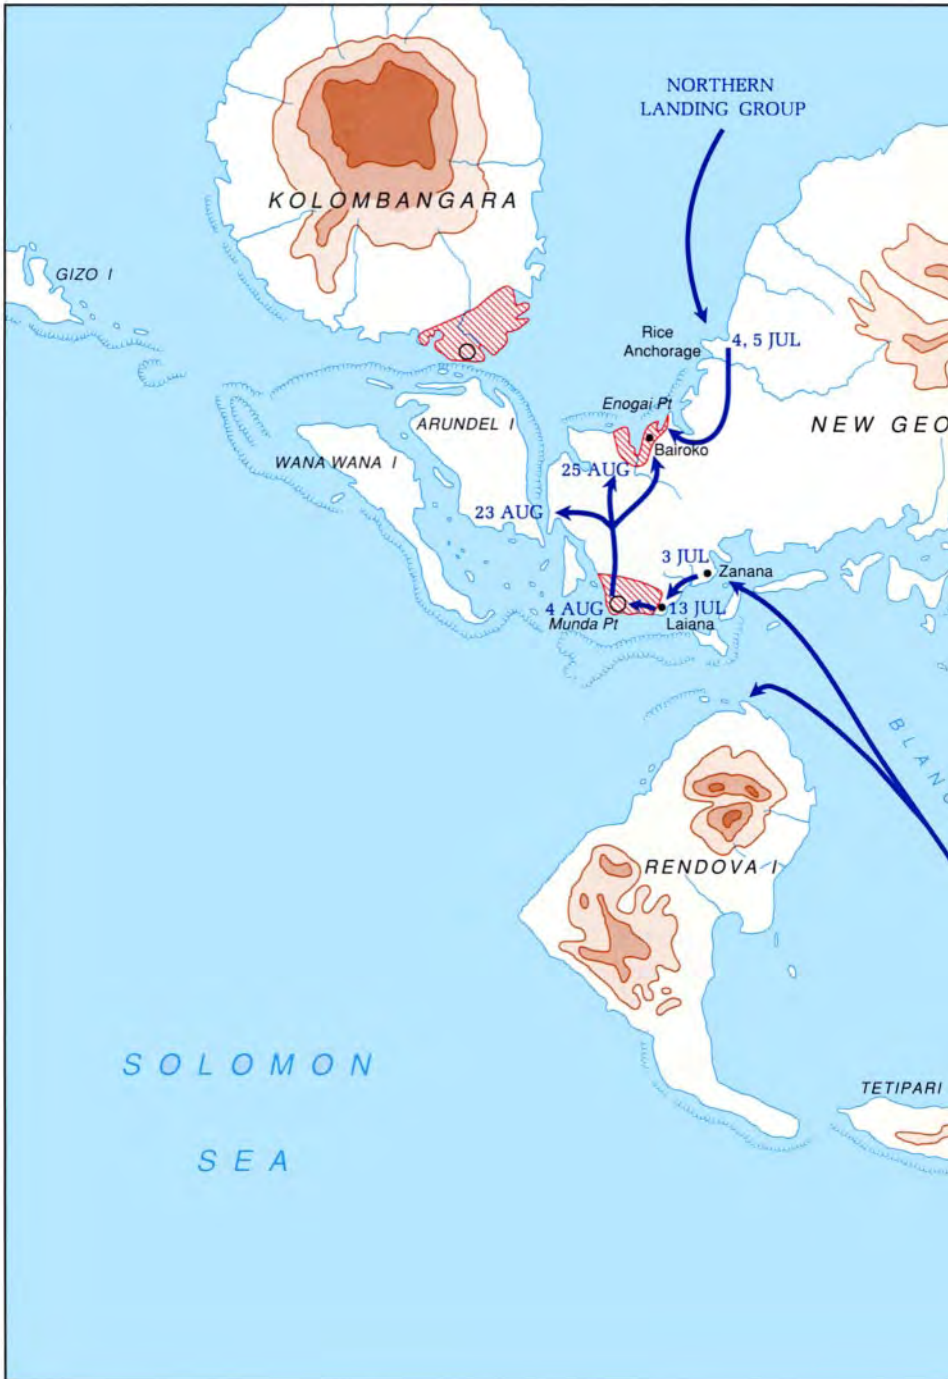 NORTHERN
LANDING GROUP
KOLOMBANGARA
GIZO I
Rice
Anchorage
4, 5 JUL
Enogai Pt
ARUNDEL I
NEW GEO
WANA WANA I
Bairoko
25 AUG
23 AUG
3 JUL
Zanana
4 AUG
13 JUL
Munda Pt
Laiana
BLANC
RENDOVA I
SOLOMON
SEA
TETIPARI